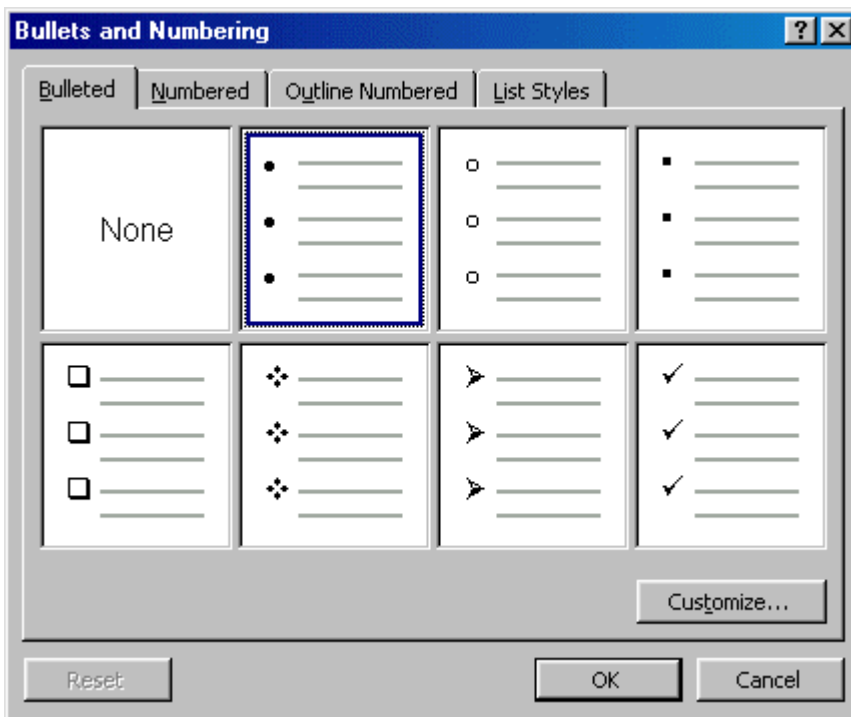 Bullets and Numbering
Bulleted Numbered Outline Numbered List Styles
None
Customize...
Reset OK Cancel